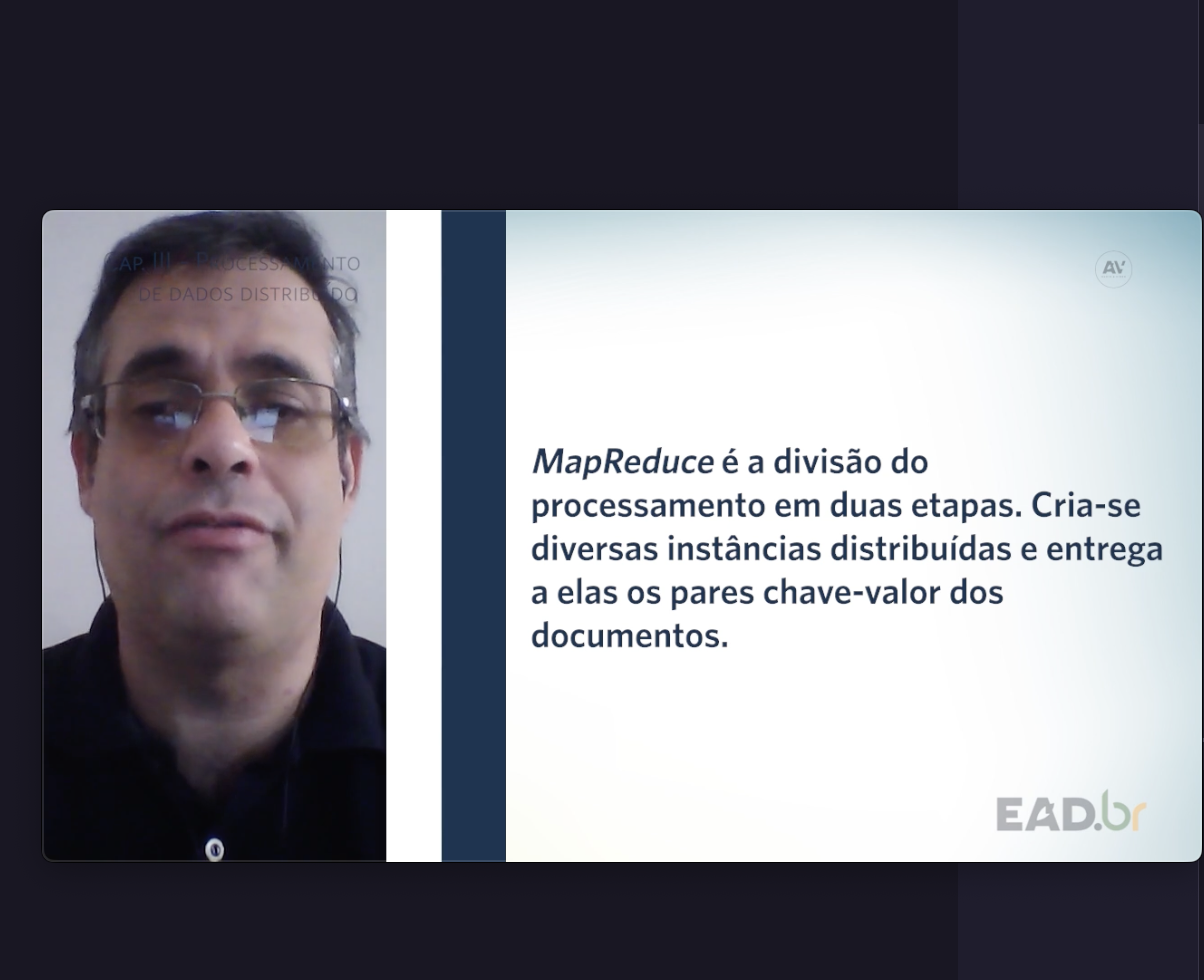 CAP. III - PROCESSAMENTO
DE DADOS DISTRIBUÍDO
AV
MapReduce é a divisão do
processamento em duas etapas. Cria-se
diversas instâncias distribuídas e entrega
a elas os pares chave-valor dos
documentos.
EAD.br